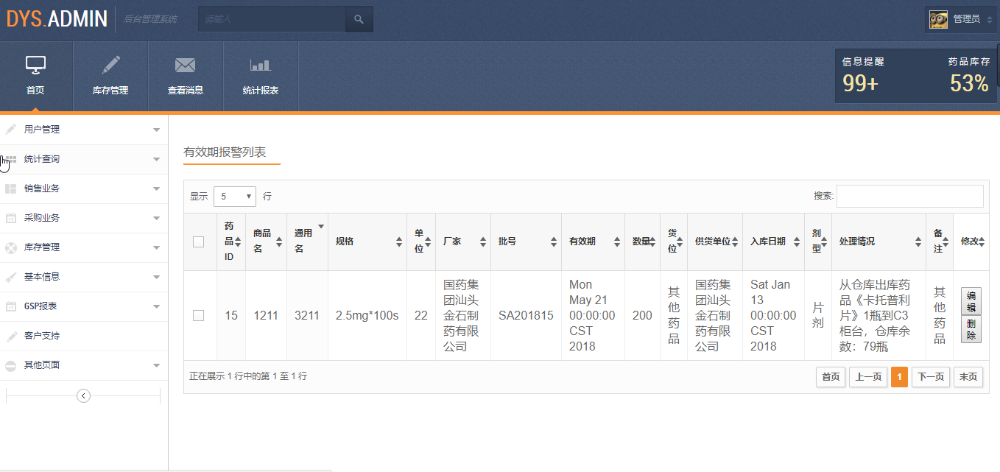 DYS.ADMIN
后台管理系统
请输入
管理员
首页
库存管理
查看消息
统计报表
信息提醒
99+
药品库存
53%
用户管理
统计查询
销售业务
采购业务
库存管理
基本信息
GSP报表
客户支持
其他页面
有效期报警列表
显示 5 行
搜索:
药
品
ID
商品
名
通用
名
规格
单
位
厂家
批号
有效期
数量
货
位
供货单位
入库日期
剂
型
处理情况
备
注
修改
15
1211
3211
2.5mg*100s
22
国药集
团汕头
金石制
药有限
公司
SA201815
Mon
May 21
00:00:00
CST
2018
200
其
他
药
品
国药集
团汕头
金石制
药有限
公司
Sat Jan
13
00:00:00
CST
2018
片
剂
从仓库出库药
品《卡托普利
片》1瓶到C3
柜台，仓库余
数：79瓶
其
他
药
品
编
辑
删
除
正在展示 1 行中的第 1 至 1 行
首页 上一页 1 下一页 末页